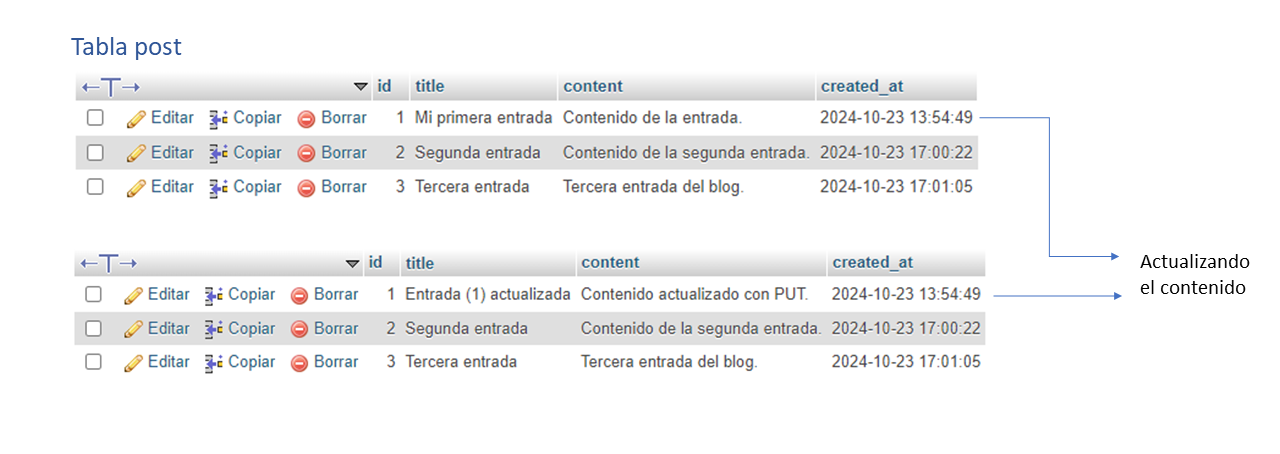 Tabla post
id title content created_at
Editar Copiar Borrar 1 Mi primera entrada Contenido de la entrada. 2024-10-23 13:54:49
Editar Copiar Borrar 2 Segunda entrada Contenido de la segunda entrada. 2024-10-23 17:00:22
Editar Copiar Borrar 3 Tercera entrada Tercera entrada del blog. 2024-10-23 17:01:05
id title content created_at
Editar Copiar Borrar 1 Entrada (1) actualizada Contenido actualizado con PUT. 2024-10-23 13:54:49
Editar Copiar Borrar 2 Segunda entrada Contenido de la segunda entrada. 2024-10-23 17:00:22
Editar Copiar Borrar 3 Tercera entrada Tercera entrada del blog. 2024-10-23 17:01:05
Actualizando
el contenido